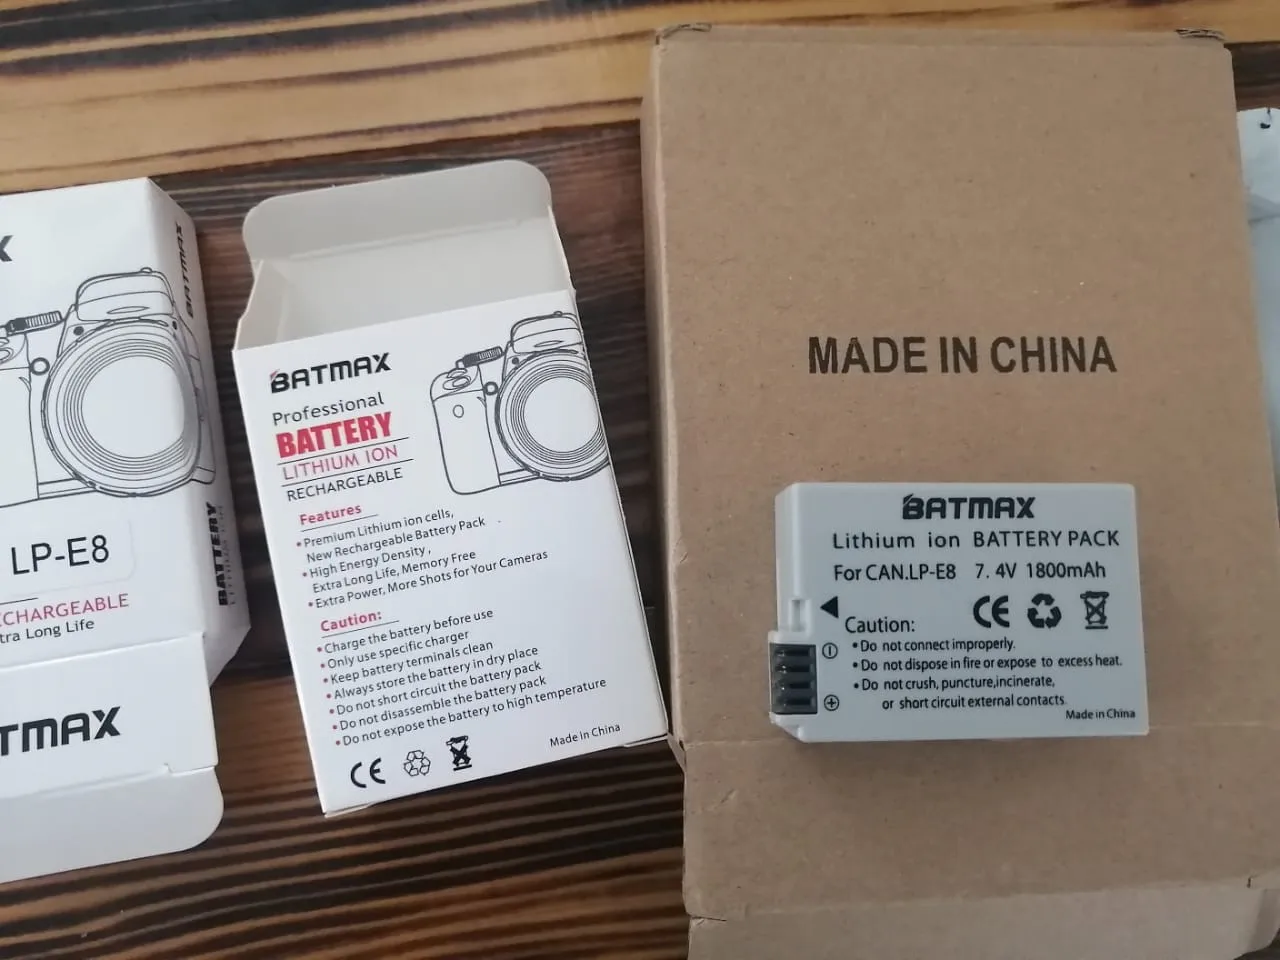 BATMAX
LP-E8
RECHARGEABLE
Extra Long Life
BATMAX
BATTERY
BATMAX
BATMAX
Professional
BATTERY
LITHIUM ION
RECHARGEABLE
Features
•Premium Lithium ion cells,
New Rechargeable Battery Pack
•High Energy Density,
Extra Long Life, Memory Free
•Extra Power, More Shots for Your Cameras
Caution:
•Charge the battery before use
•Only use specific charger
•Keep battery terminals clean
•Always store the battery in dry place
•Do not short circuit the battery pack
•Do not disassemble the battery pack
•Do not expose the battery to high temperature
CE
Made in China
MADE IN CHINA
BATMAX
Lithium ion BATTERY PACK
For CAN.LP-E8 7.4V 1800mAh
CE
Caution:
•Do not connect improperly.
•Do not dispose in fire or expose to excess heat.
•Do not crush, puncture,incinerate,
or short circuit external contacts.
Made in China